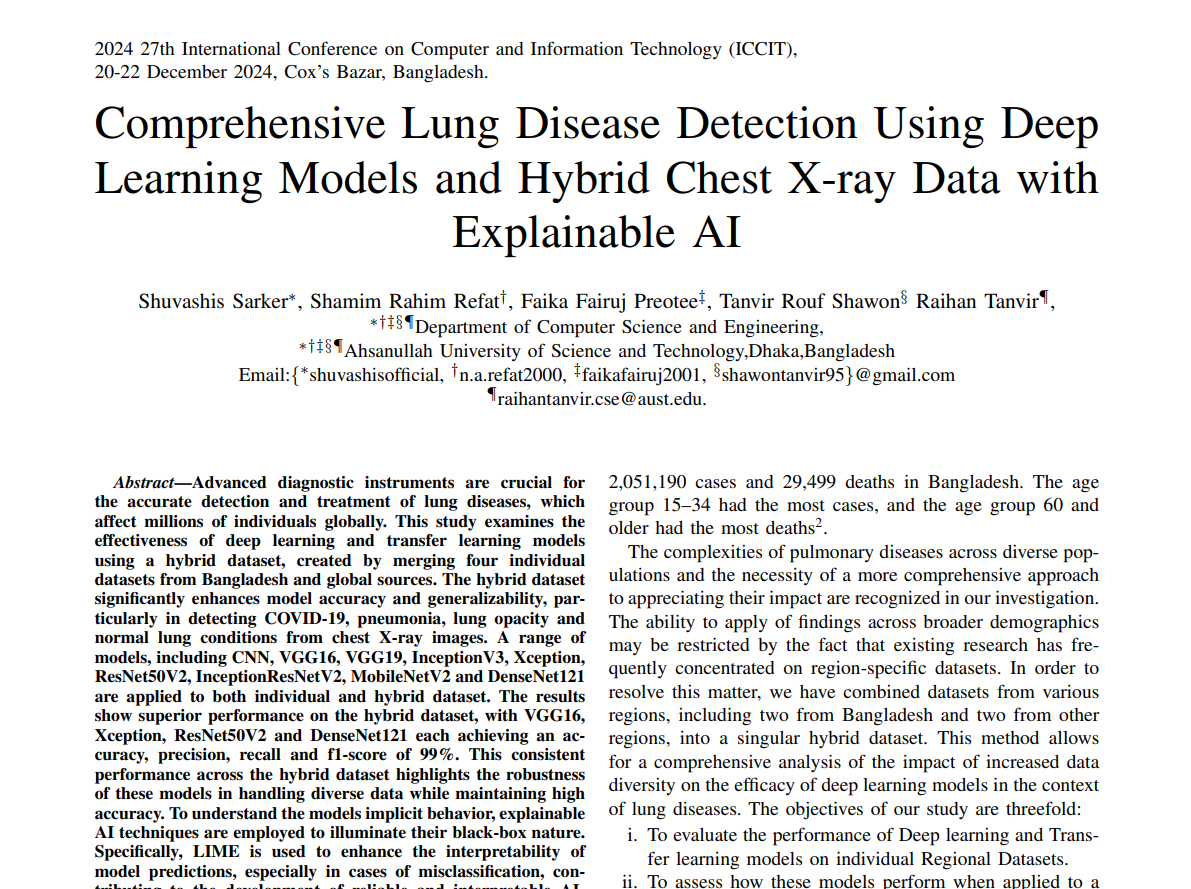 2024 27th International Conference on Computer and Information Technology (ICCIT),
20-22 December 2024, Cox's Bazar, Bangladesh.
Comprehensive Lung Disease Detection Using Deep
Learning Models and Hybrid Chest X-ray Data with
Explainable AI
Shuvashis Sarker*, Shamim Rahim Refat†, Faika Fairuj Preotee‡, Tanvir Rouf Shawon§ Raihan Tanvir¶,
*†‡§¶Department of Computer Science and Engineering,
*†‡§¶Ahsanullah University of Science and Technology,Dhaka,Bangladesh
Email:{*shuvashisofficial, †n.a.refat2000, ‡faikafairuj2001, §shawontanvir95}@gmail.com
¶raihantanvir.cse@aust.edu.
Abstract—Advanced diagnostic instruments are crucial for
the accurate detection and treatment of lung diseases, which
affect millions of individuals globally. This study examines the
effectiveness of deep learning and transfer learning models
using a hybrid dataset, created by merging four individual
datasets from Bangladesh and global sources. The hybrid dataset
significantly enhances model accuracy and generalizability, par-
ticularly in detecting COVID-19, pneumonia, lung opacity and
normal lung conditions from chest X-ray images. A range of
models, including CNN, VGG16, VGG19, InceptionV3, Xception,
ResNet50V2, InceptionResNetV2, MobileNetV2 and DenseNet121
are applied to both individual and hybrid dataset. The results
show superior performance on the hybrid dataset, with VGG16,
Xception, ResNet50V2 and DenseNet121 each achieving an ac-
curacy, precision, recall and f1-score of 99%. This consistent
performance across the hybrid dataset highlights the robustness
of these models in handling diverse data while maintaining high
accuracy. To understand the models implicit behavior, explainable
AI techniques are employed to illuminate their black-box nature.
Specifically, LIME is used to enhance the interpretability of
model predictions, especially in cases of misclassification, con-
tributing to the development of reliable and interpretable AI
2,051,190 cases and 29,499 deaths in Bangladesh. The age
group 15–34 had the most cases, and the age group 60 and
older had the most deaths².
The complexities of pulmonary diseases across diverse pop-
ulations and the necessity of a more comprehensive approach
to appreciating their impact are recognized in our investigation.
The ability to apply of findings across broader demographics
may be restricted by the fact that existing research has fre-
quently concentrated on region-specific datasets. In order to
resolve this matter, we have combined datasets from various
regions, including two from Bangladesh and two from other
regions, into a singular hybrid dataset. This method allows
for a comprehensive analysis of the impact of increased data
diversity on the efficacy of deep learning models in the context
of lung diseases. The objectives of our study are threefold:
i. To evaluate the performance of Deep learning and Trans-
fer learning models on individual Regional Datasets.
ii. To assess how these models perform when applied to a